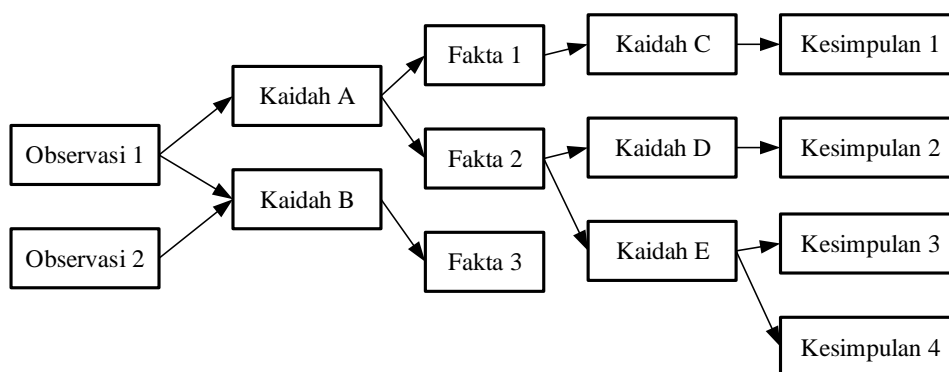 Observasi 1
Observasi 2
Kaidah A
Kaidah B
Fakta 1
Fakta 2
Fakta 3
Kaidah C
Kaidah D
Kaidah E
Kesimpulan 1
Kesimpulan 2
Kesimpulan 3
Kesimpulan 4